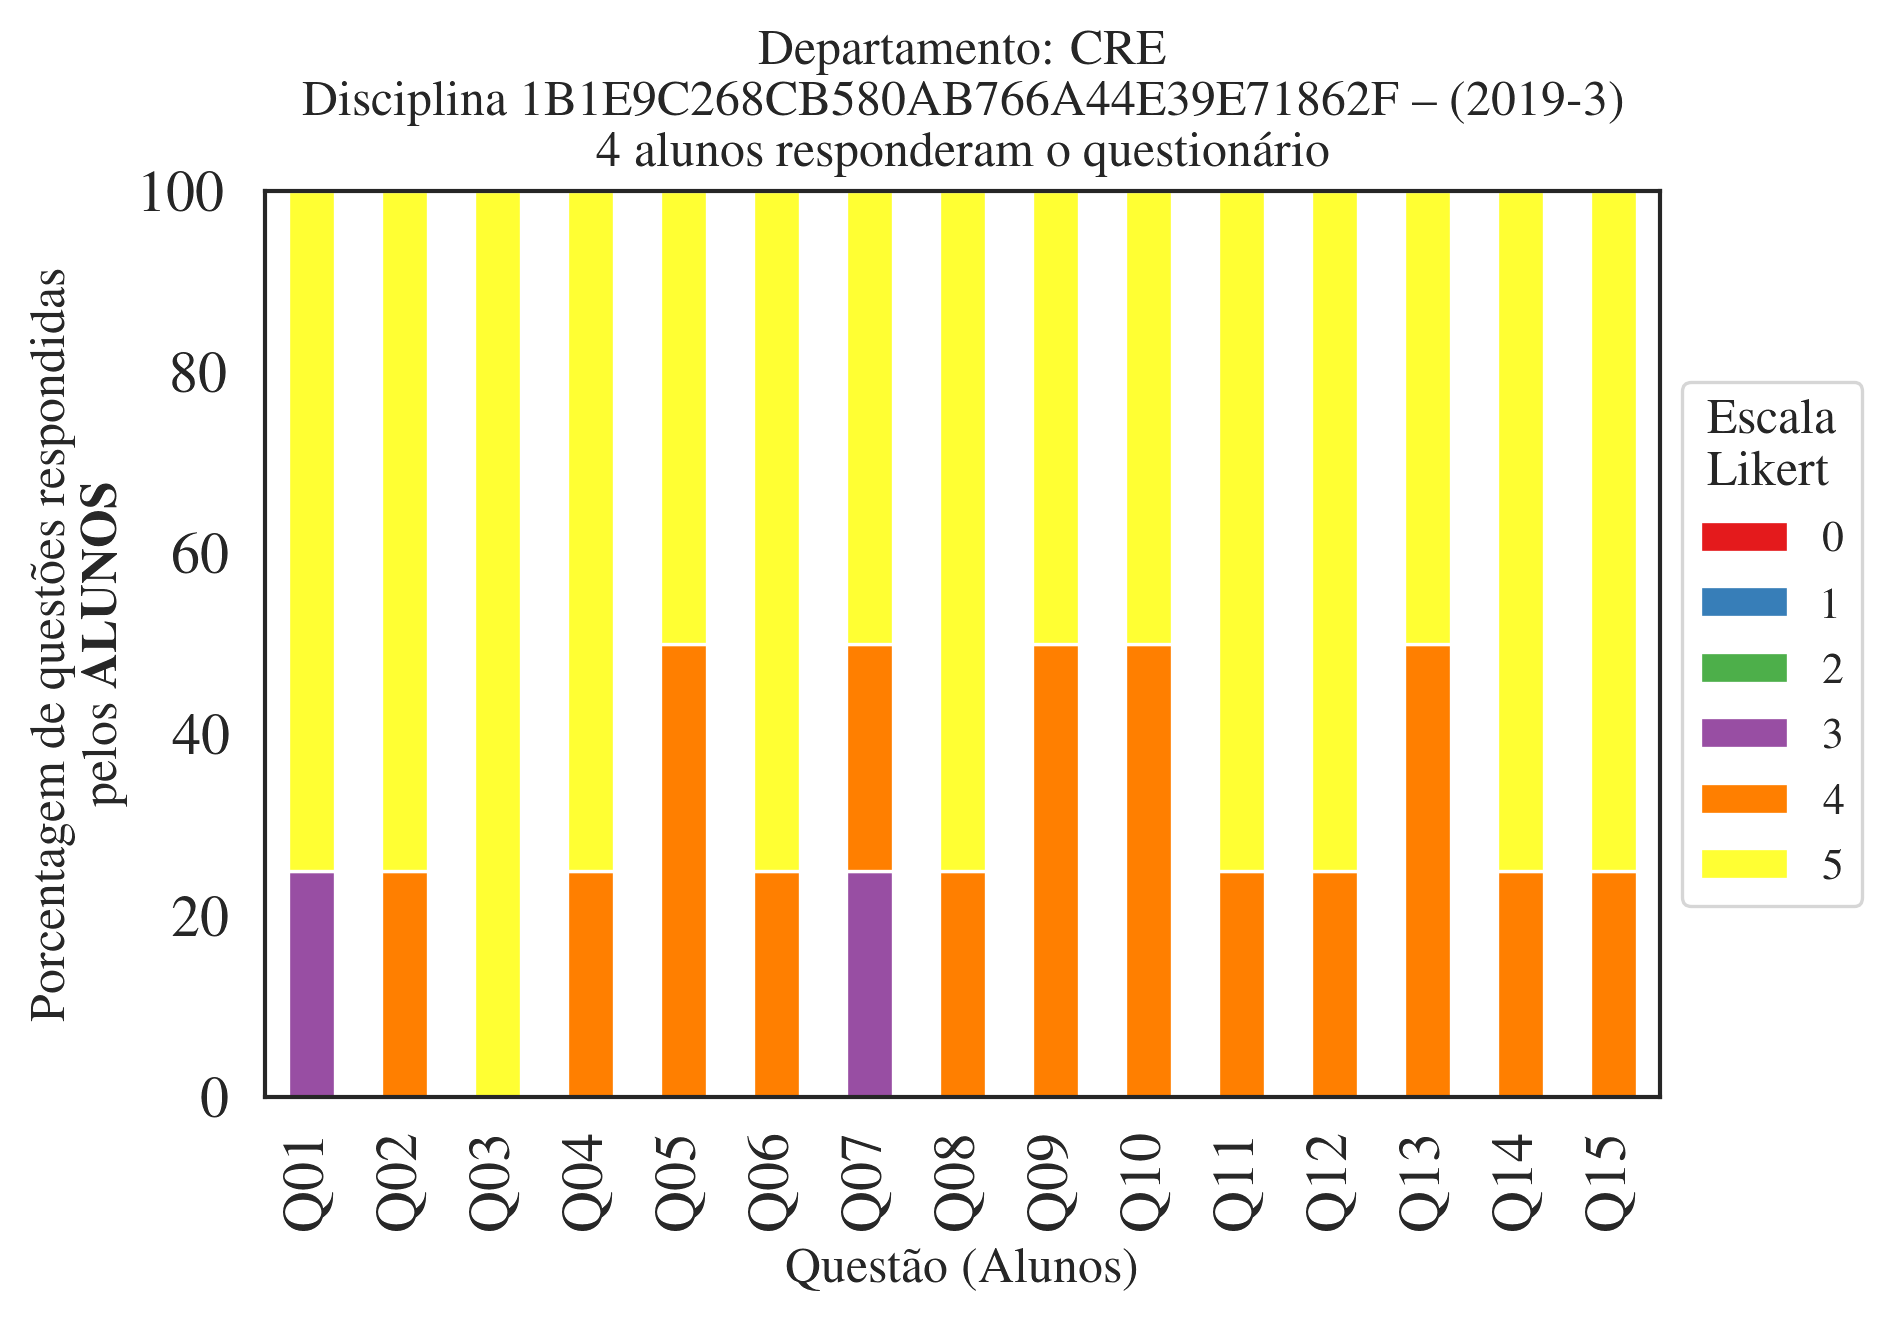 Departamento: CRE
Disciplina 1B1E9C268CB580AB766A44E39E71862F – (2019-3)
4 alunos responderam o questionário
Porcentagem de questões respondidas
pelos ALUNOS
100
80
60
40
20
0
Q01
Q02
Q03
Q04
Q05
Q06
Q07
Q08
Q09
Q10
Q11
Q12
Q13
Q14
Q15
Questão (Alunos)
Escala
Likert
0
1
2
3
4
5